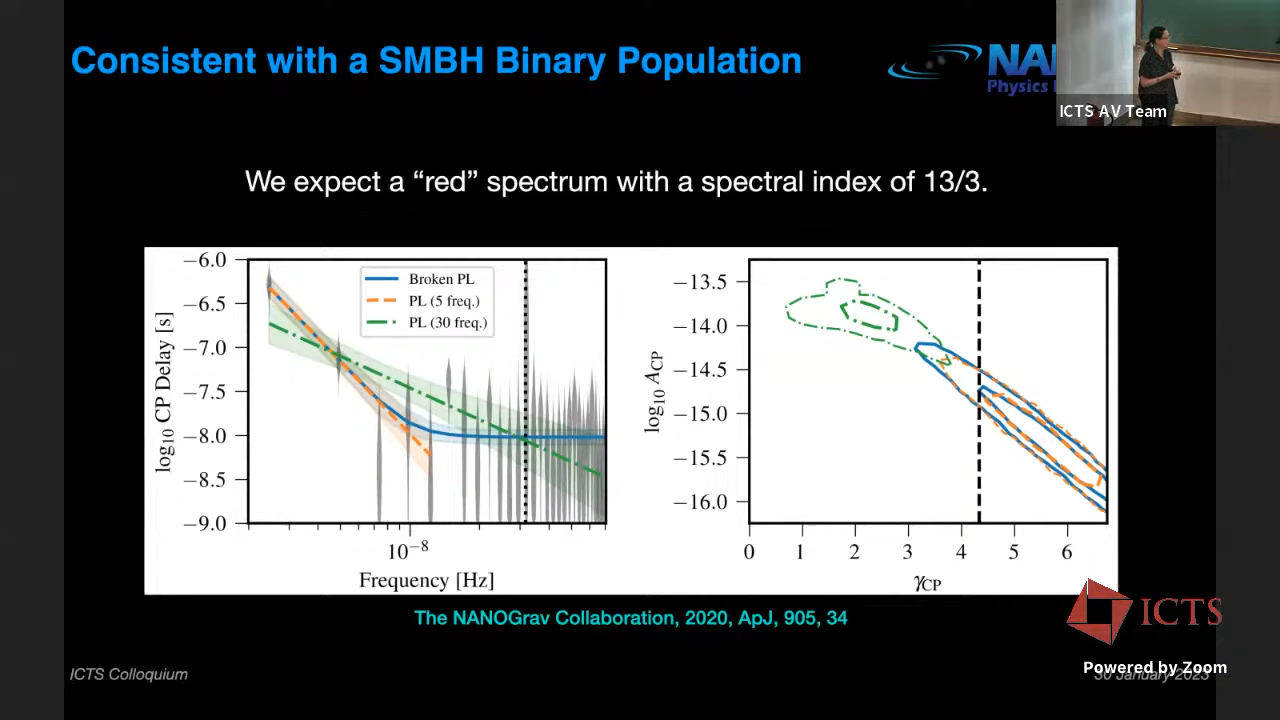 Consistent with a SMBH Binary Population
NAN
Physics
ICTS AV Team
We expect a “red” spectrum with a spectral index of 13/3.
log₁₀ CP Delay [s]
−6.0
−6.5
−7.0
−7.5
−8.0
−8.5
−9.0
Broken PL
PL (5 freq.)
PL (30 freq.)
10⁻⁸
Frequency [Hz]
log₁₀ A_CP
−13.5
−14.0
−14.5
−15.0
−15.5
−16.0
0 1 2 3 4 5 6
γ_CP
The NANOGrav Collaboration, 2020, ApJ, 905, 34
ICTS
ICTS Colloquium
Powered by Zoom
30 January 2023